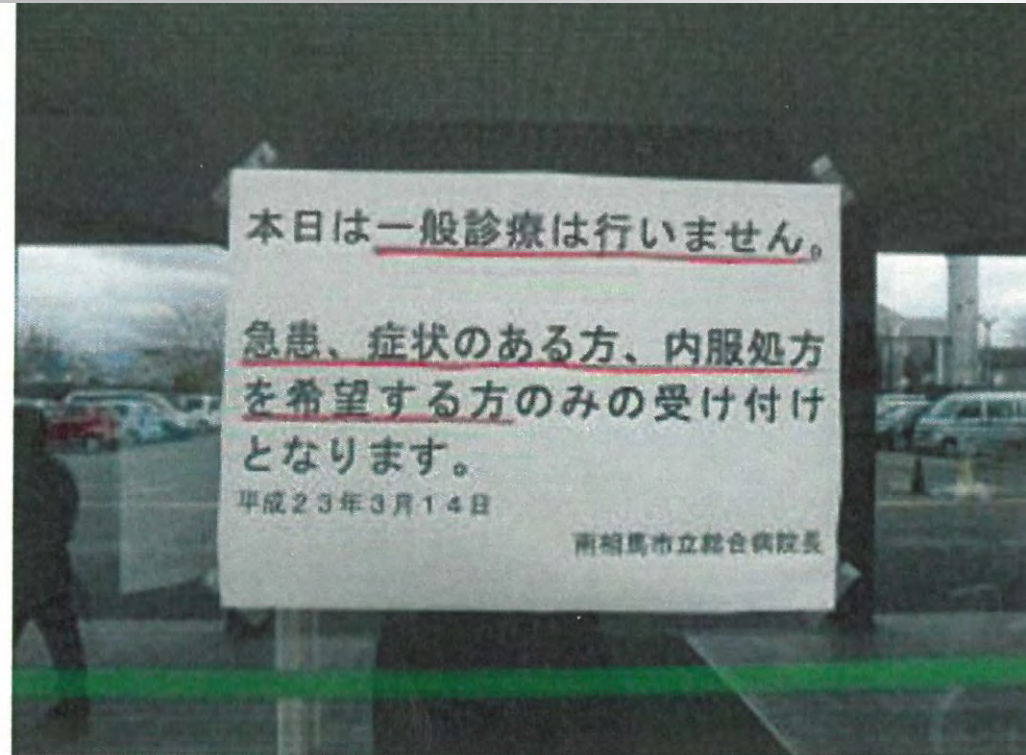 本日は一般診療は行いません。
急患、症状のある方、内服処方
を希望する方のみの受け付け
となります。
平成23年3月14日
南相馬市立総合病院長